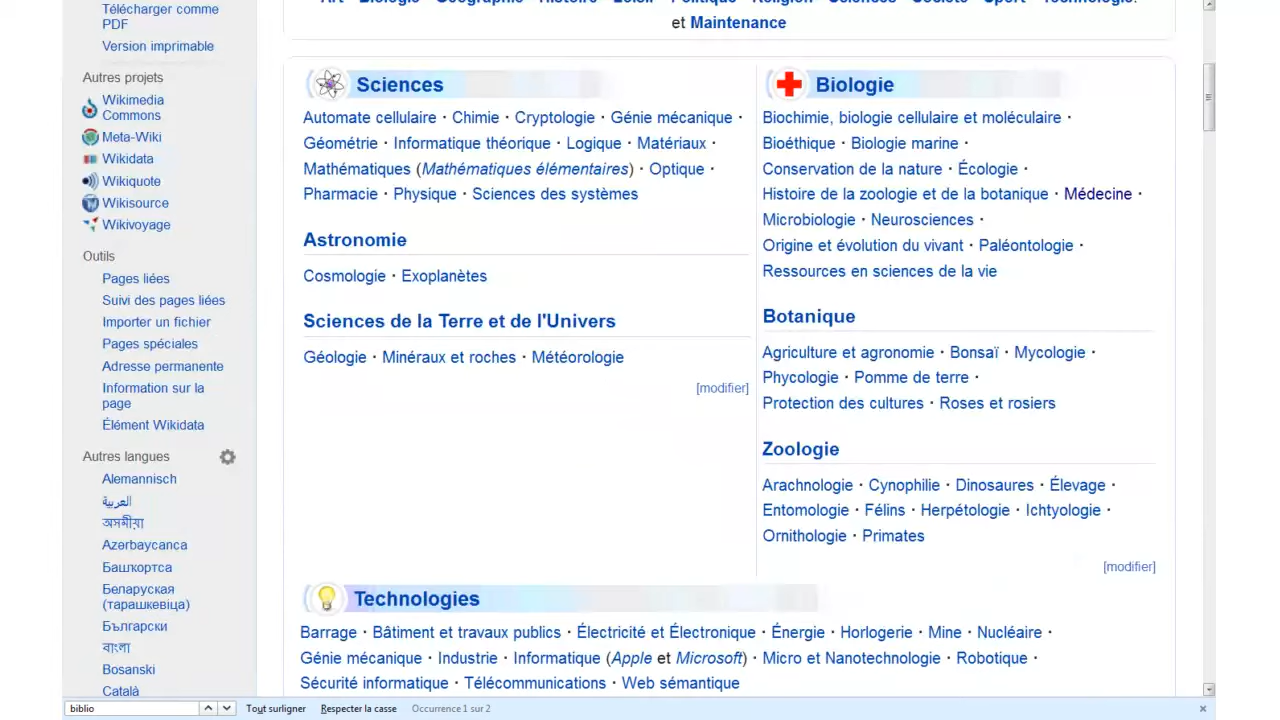 Télécharger comme
PDF
Version imprimable
Autres projets
Wikimedia
Commons
Meta-Wiki
Wikidata
Wikiquote
Wikisource
Wikivoyage
Outils
Pages liées
Suivi des pages liées
Importer un fichier
Pages spéciales
Adresse permanente
Information sur la
page
Élément Wikidata
Autres langues
Alemannisch
العربية
অসমীয়া
Azərbaycanca
Башҡортса
Беларуская
(тарашкевіца)
Български
বাংলা
Bosanski
Català
et Maintenance
Sciences
Automate cellulaire · Chimie · Cryptologie · Génie mécanique ·
Géométrie · Informatique théorique · Logique · Matériaux ·
Mathématiques (Mathématiques élémentaires) · Optique ·
Pharmacie · Physique · Sciences des systèmes
Astronomie
Cosmologie · Exoplanètes
Sciences de la Terre et de l'Univers
Géologie · Minéraux et roches · Météorologie
[modifier]
Biologie
Biochimie, biologie cellulaire et moléculaire ·
Bioéthique · Biologie marine ·
Conservation de la nature · Écologie ·
Histoire de la zoologie et de la botanique · Médecine ·
Microbiologie · Neurosciences ·
Origine et évolution du vivant · Paléontologie ·
Ressources en sciences de la vie
Botanique
Agriculture et agronomie · Bonsaï · Mycologie ·
Phycologie · Pomme de terre ·
Protection des cultures · Roses et rosiers
Zoologie
Arachnologie · Cynophilie · Dinosaures · Élevage ·
Entomologie · Félins · Herpétologie · Ichtyologie ·
Ornithologie · Primates
[modifier]
Technologies
Barrage · Bâtiment et travaux publics · Électricité et Électronique · Énergie · Horlogerie · Mine · Nucléaire ·
Génie mécanique · Industrie · Informatique (Apple et Microsoft) · Micro et Nanotechnologie · Robotique ·
Sécurité informatique · Télécommunications · Web sémantique
biblio Tout surligner Respecter la casse Occurrence 1 sur 2